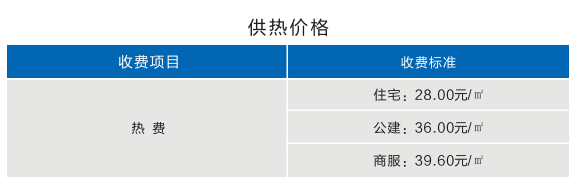 供热价格
收费项目 收费标准
住宅：28.00元/㎡
热 费 公建：36.00元/㎡
商服：39.60元/㎡